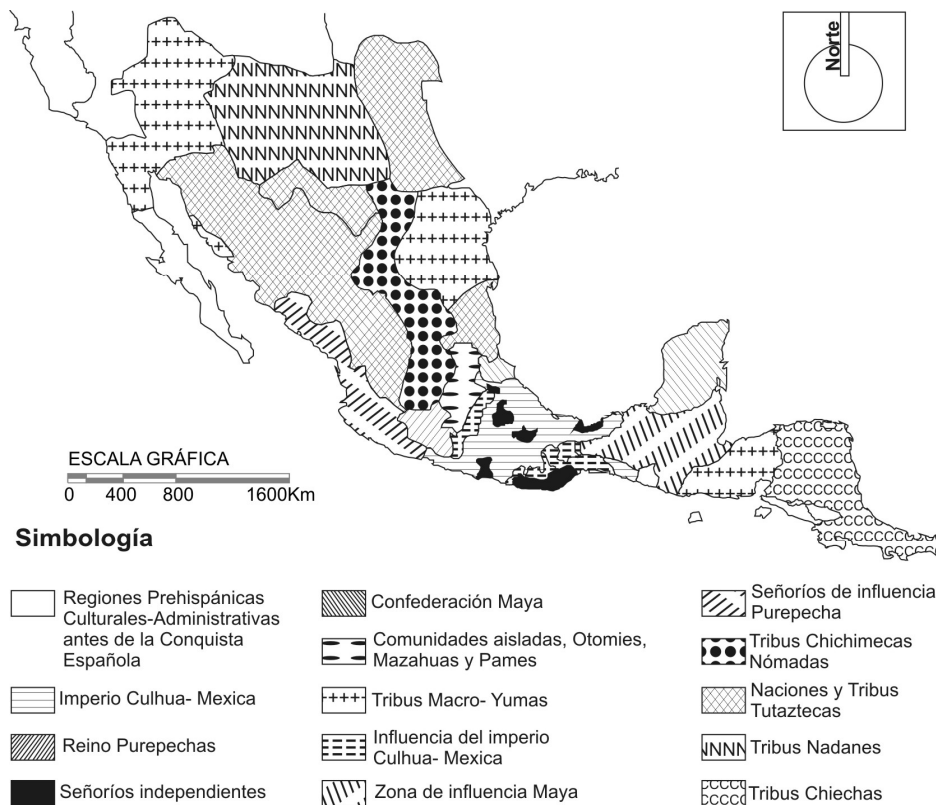 Norte
ESCALA GRÁFICA
0 400 800 1600Km
Simbología
Regiones Prehispánicas
Culturales-Administrativas
antes de la Conquista
Española
Imperio Culhua- Mexica
Reino Purepechas
Señoríos independientes
Confederación Maya
Comunidades aisladas, Otomies,
Mazahuas y Pames
Tribus Macro- Yumas
Influencia del imperio
Culhua- Mexica
Zona de influencia Maya
Señoríos de influencia
Purepecha
Tribus Chichimecas
Nómadas
Naciones y Tribus
Tutaztecas
Tribus Nadanes
Tribus Chiechas